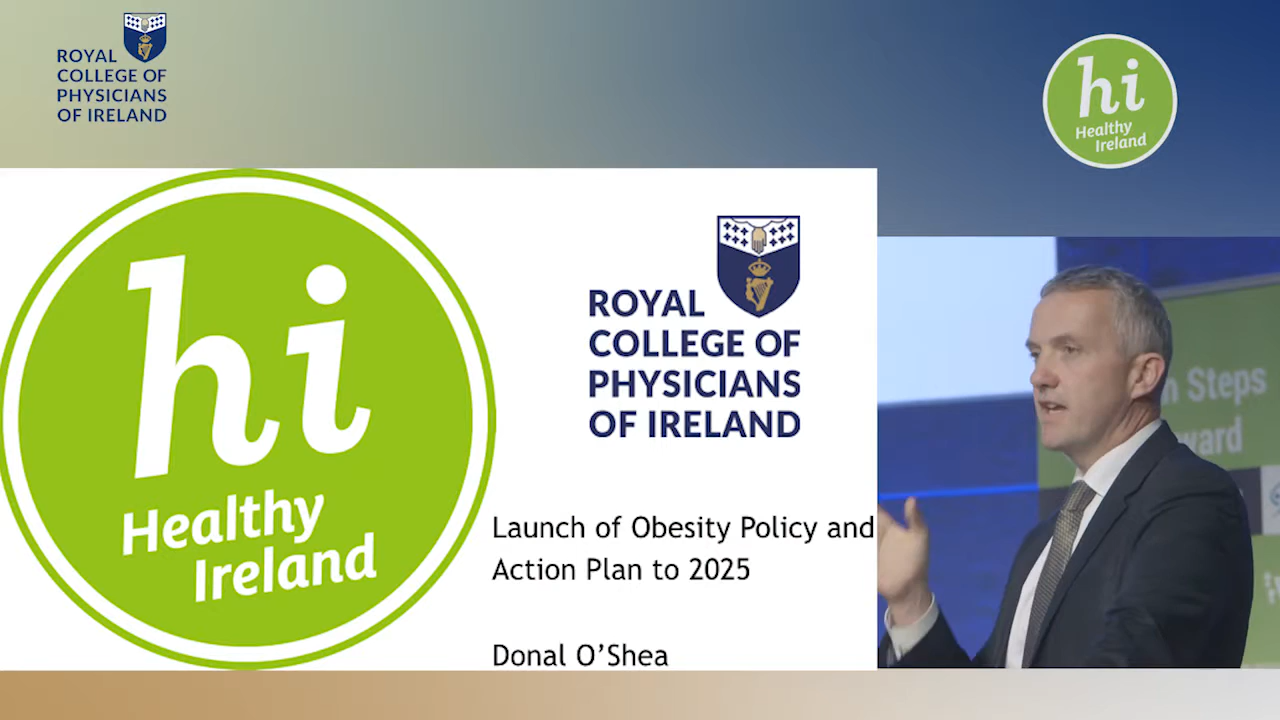 ROYAL
COLLEGE OF
PHYSICIANS
OF IRELAND
hi
Healthy
Ireland
hi
Healthy
Ireland
ROYAL
COLLEGE OF
PHYSICIANS
OF IRELAND
Launch of Obesity Policy and
Action Plan to 2025
Donal O’Shea
Steps